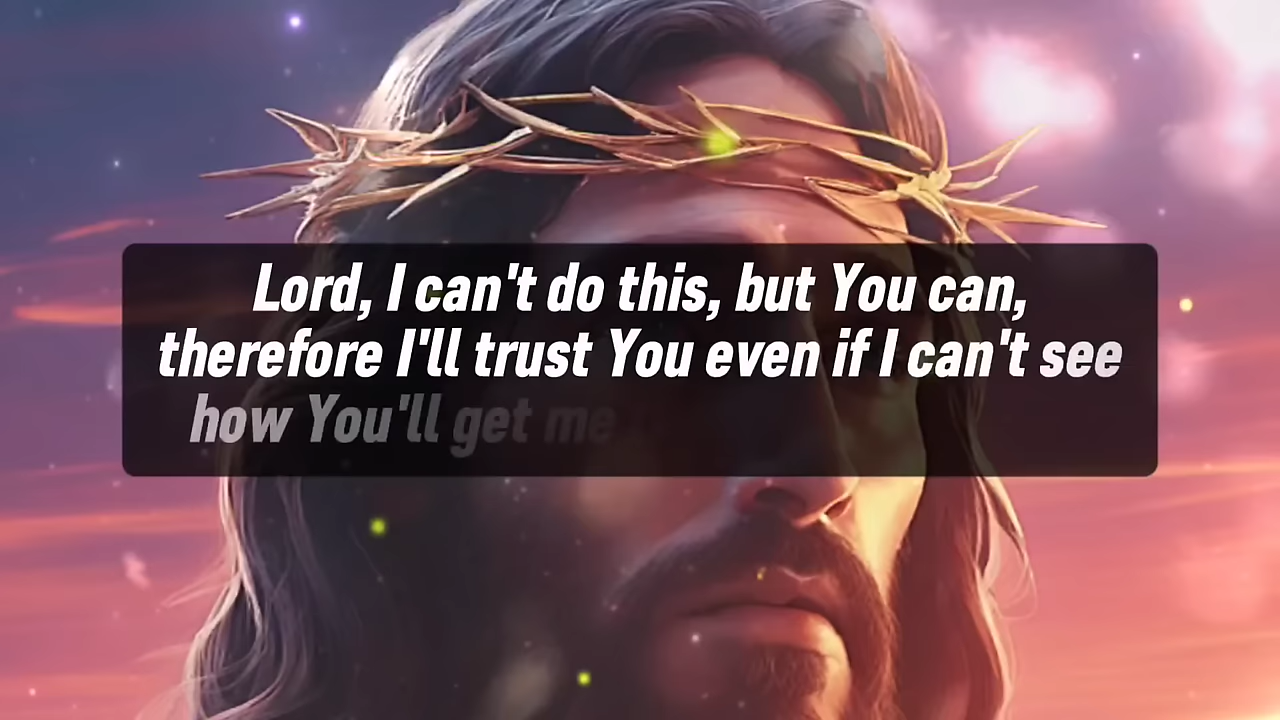 Lord, I can't do this, but You can,
therefore I'll trust You even if I can't see
how You'll get me